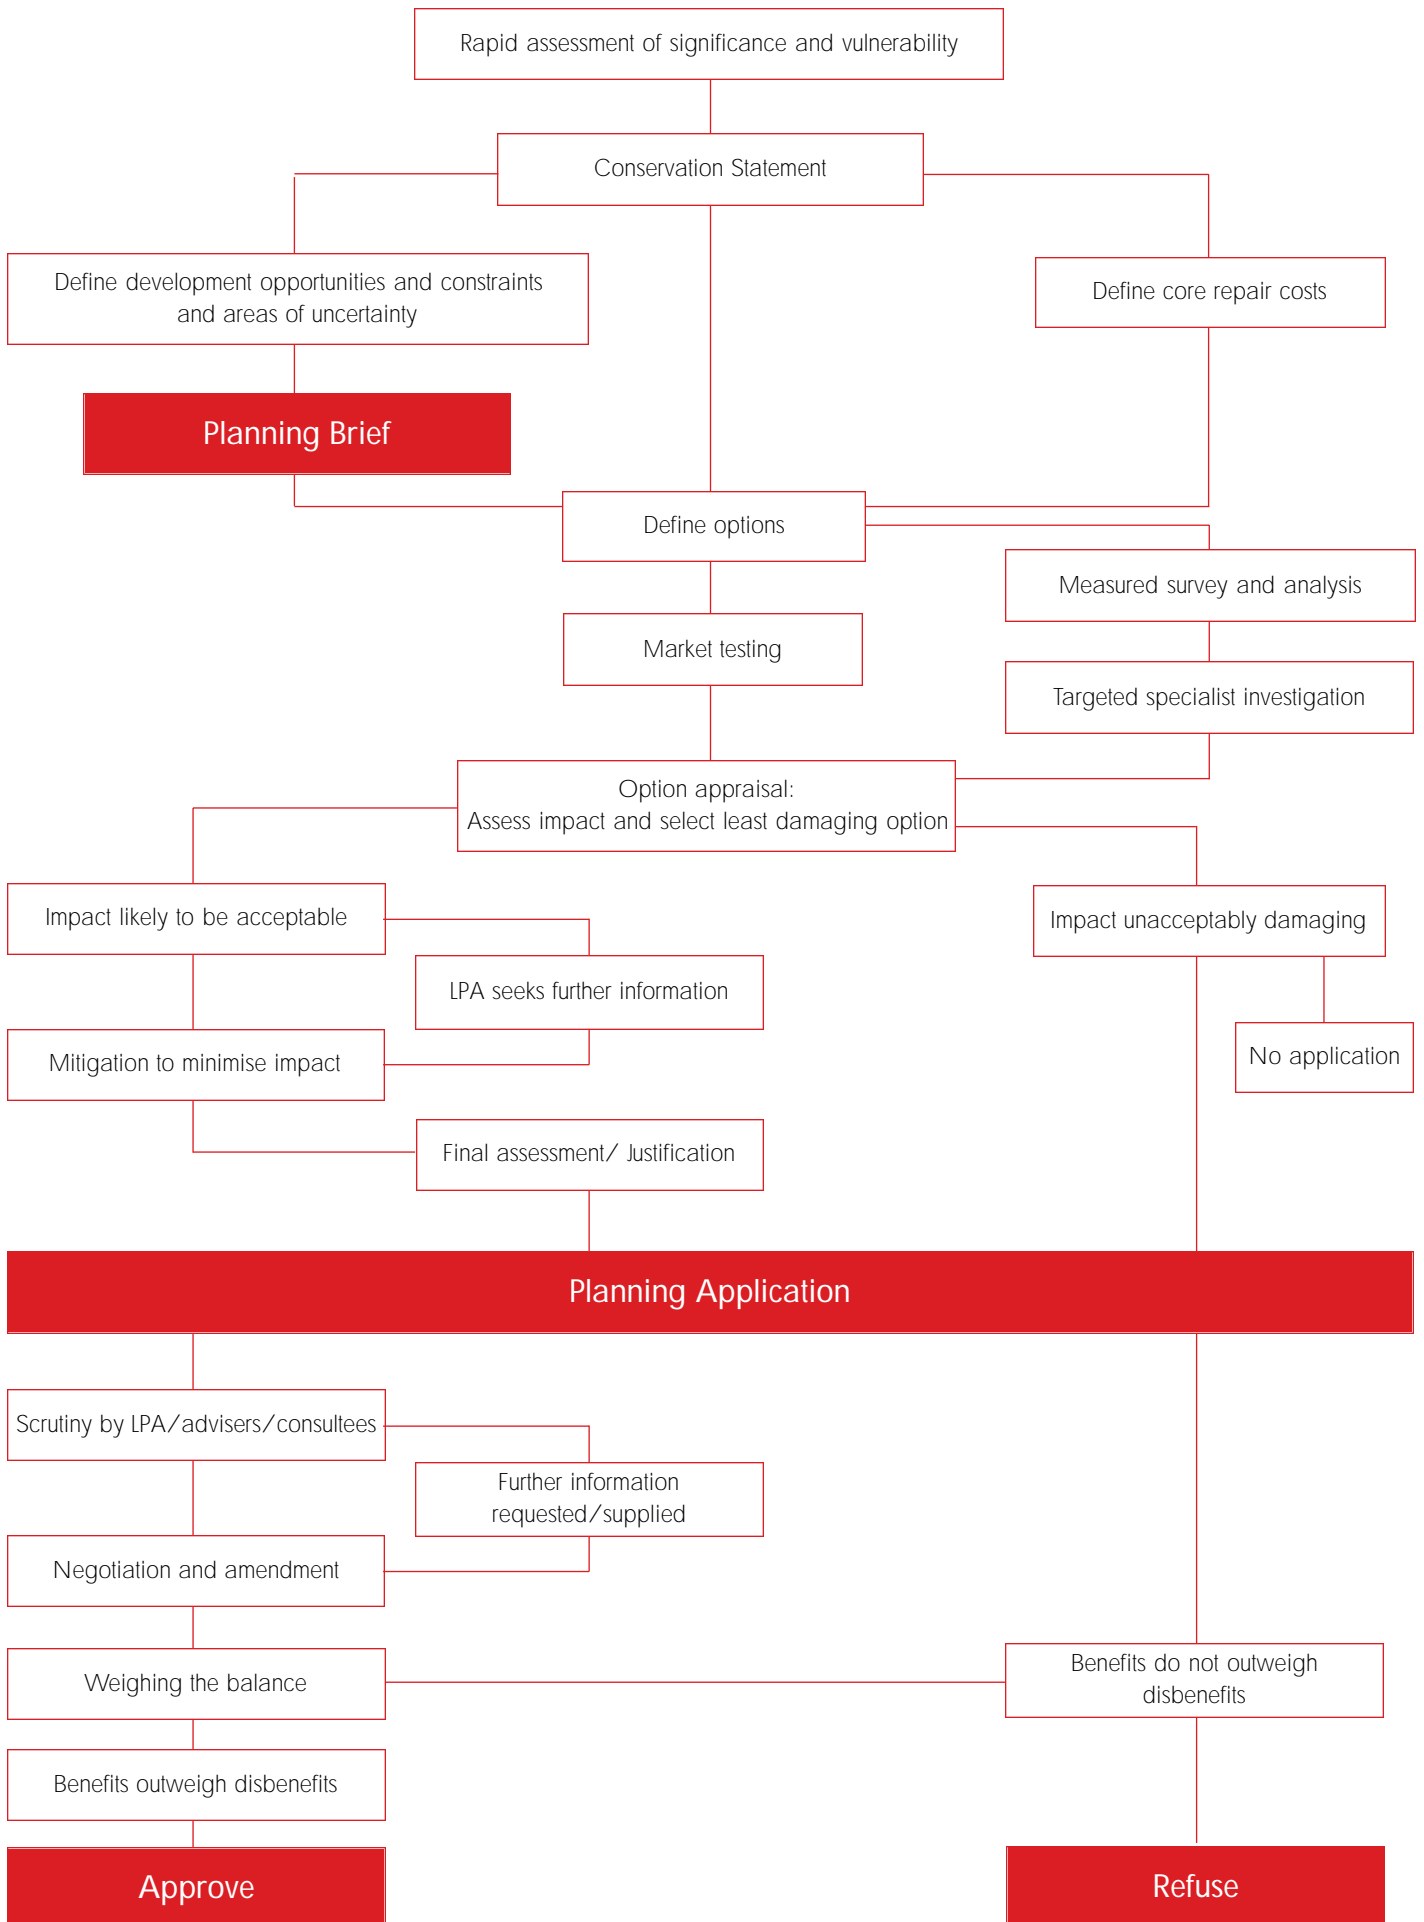 Rapid assessment of significance and vulnerability
Conservation Statement
Define development opportunities and constraints
and areas of uncertainty
Define core repair costs
Planning Brief
Define options
Measured survey and analysis
Market testing
Targeted specialist investigation
Option appraisal:
Assess impact and select least damaging option
Impact likely to be acceptable
Impact unacceptably damaging
LPA seeks further information
No application
Mitigation to minimise impact
Final assessment/ Justification
Planning Application
Scrutiny by LPA/advisers/consultees
Further information
requested/supplied
Negotiation and amendment
Weighing the balance
Benefits do not outweigh
disbenefits
Benefits outweigh disbenefits
Approve
Refuse